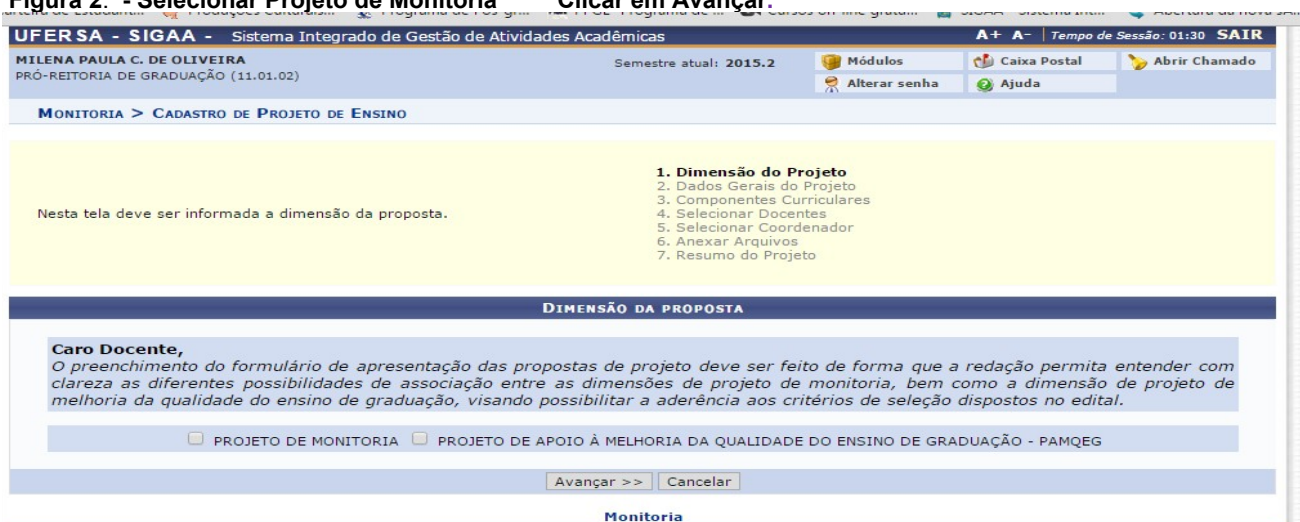 Figura 2. - Selecionar Projeto de Monitoria Clicar em Avançar.
UFERSA - SIGAA - Sistema Integrado de Gestão de Atividades Acadêmicas A+ A- | Tempo de Sessão: 01:30 SAIR
MILENA PAULA C. DE OLIVEIRA
PRÓ-REITORIA DE GRADUAÇÃO (11.01.02)
Semestre atual: 2015.2
Módulos Caixa Postal Abrir Chamado
Alterar senha Ajuda
MONITORIA > CADASTRO DE PROJETO DE ENSINO
Nesta tela deve ser informada a dimensão da proposta.
1. Dimensão do Projeto
2. Dados Gerais do Projeto
3. Componentes Curriculares
4. Selecionar Docentes
5. Selecionar Coordenador
6. Anexar Arquivos
7. Resumo do Projeto
DIMENSÃO DA PROPOSTA
Caro Docente,
O preenchimento do formulário de apresentação das propostas de projeto deve ser feito de forma que a redação permita entender com
clareza as diferentes possibilidades de associação entre as dimensões de projeto de monitoria, bem como a dimensão de projeto de
melhoria da qualidade do ensino de graduação, visando possibilitar a aderência aos critérios de seleção dispostos no edital.
PROJETO DE MONITORIA PROJETO DE APOIO À MELHORIA DA QUALIDADE DO ENSINO DE GRADUAÇÃO - PAMQEG
Avançar >> Cancelar
Monitoria